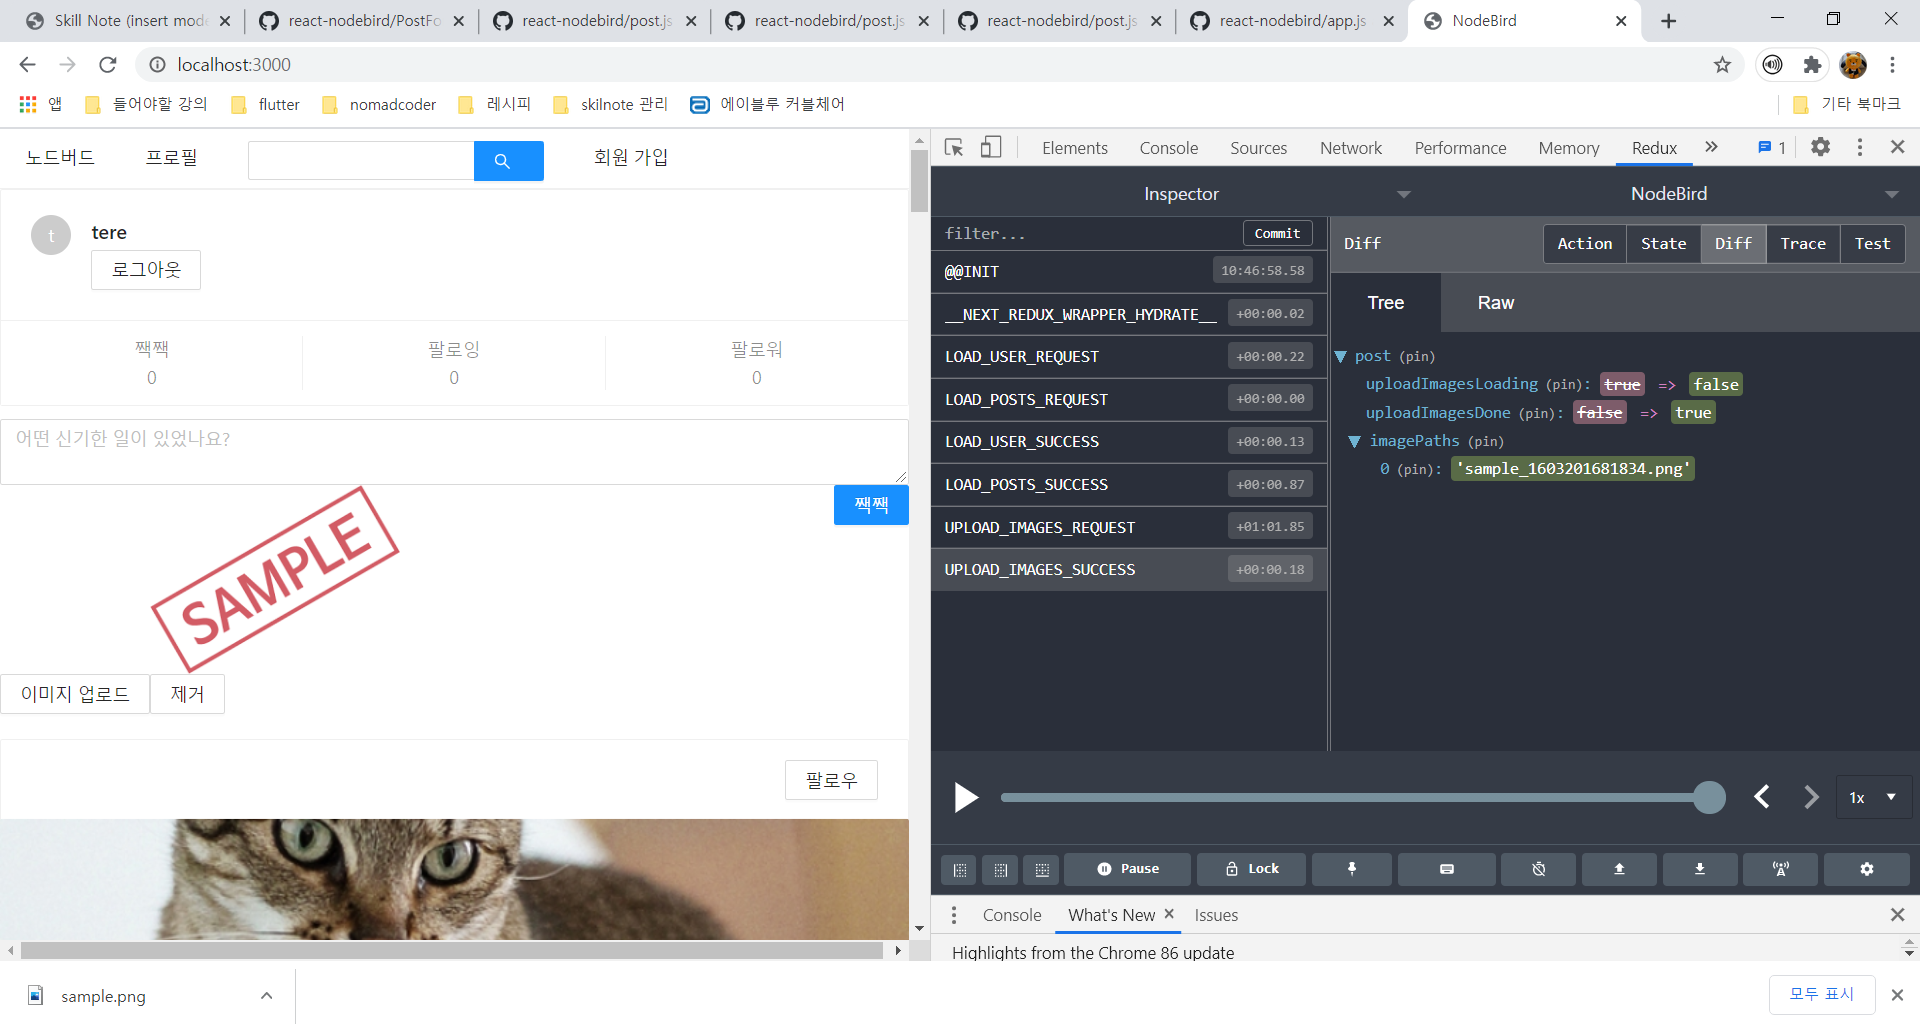 Skill Note (insert mode
react-nodebird/PostFo
react-nodebird/post.js
react-nodebird/post.js
react-nodebird/post.js
react-nodebird/app.js
NodeBird
localhost:3000
앱
들어야할 강의
flutter
nomadcoder
레시피
skilnote 관리
에이블루 커블체어
기타 북마크
노드버드
프로필
회원 가입
t
tere
로그아웃
짹짹
0
팔로잉
0
팔로워
0
어떤 신기한 일이 있었나요?
짹짹
SAMPLE
이미지 업로드
제거
팔로우
Elements
Console
Sources
Network
Performance
Memory
Redux
1
Inspector
NodeBird
filter...
Commit
@@INIT
10:46:58.58
__NEXT_REDUX_WRAPPER_HYDRATE__
+00:00.02
LOAD_USER_REQUEST
+00:00.22
LOAD_POSTS_REQUEST
+00:00.00
LOAD_USER_SUCCESS
+00:00.13
LOAD_POSTS_SUCCESS
+00:00.87
UPLOAD_IMAGES_REQUEST
+01:01.85
UPLOAD_IMAGES_SUCCESS
+00:00.18
Diff
Action
State
Diff
Trace
Test
Tree
Raw
post (pin)
uploadImagesLoading (pin): true => false
uploadImagesDone (pin): false => true
imagePaths (pin)
0 (pin): 'sample_1603201681834.png'
1x
Pause
Lock
Console
What's New
Issues
Highlights from the Chrome 86 update
sample.png
모두 표시